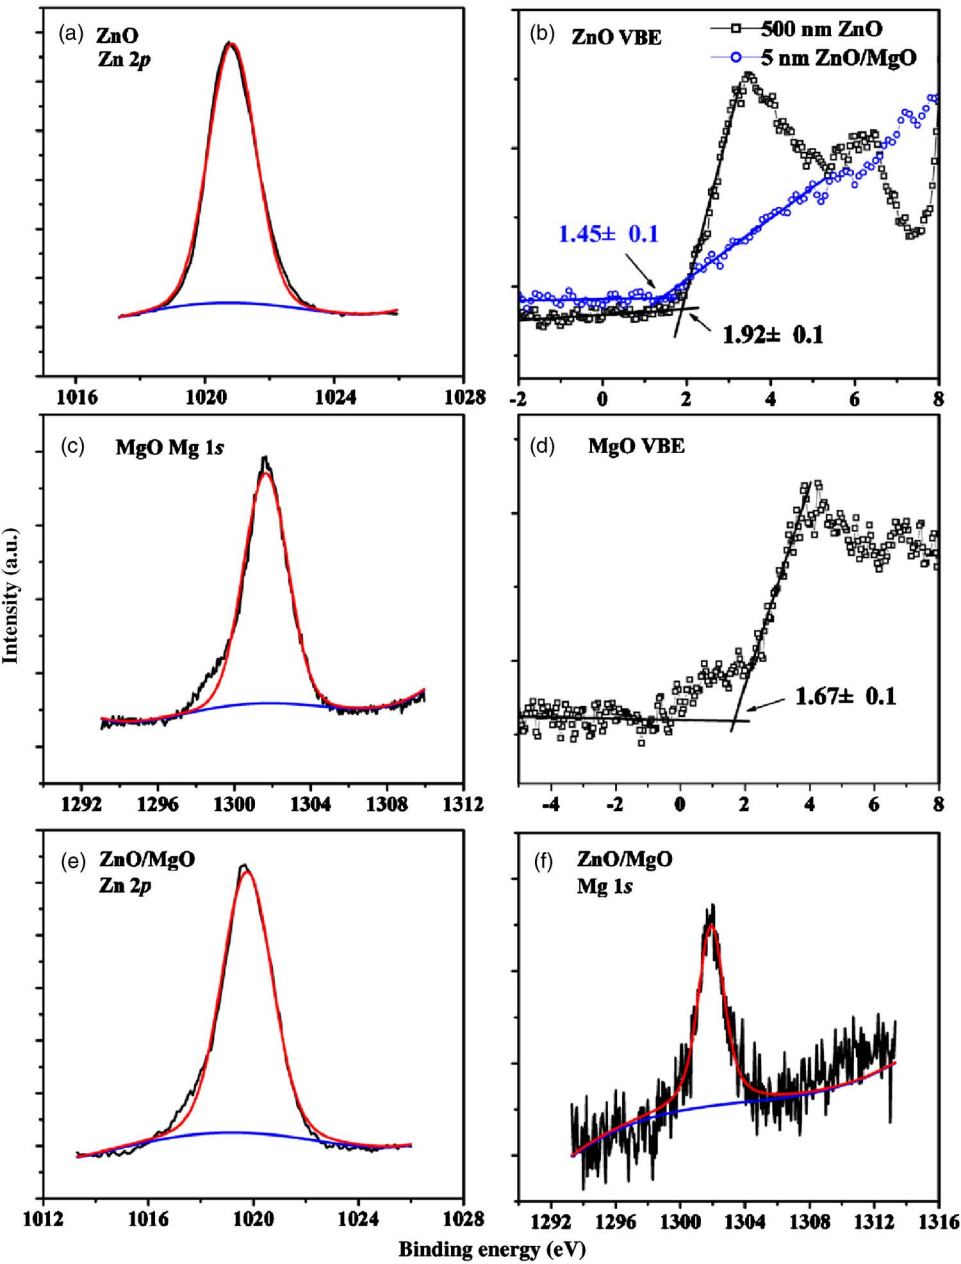 (a) ZnO
Zn 2p
1016 1020 1024 1028
(b) ZnO VBE
500 nm ZnO
5 nm ZnO/MgO
1.45± 0.1
1.92± 0.1
-2 0 2 4 6 8
(c) MgO Mg 1s
1292 1296 1300 1304 1308 1312
(d) MgO VBE
1.67± 0.1
-4 -2 0 2 4 6 8
(e) ZnO/MgO
Zn 2p
1012 1016 1020 1024 1028
(f) ZnO/MgO
Mg 1s
1292 1296 1300 1304 1308 1312 1316
Intensity (a.u.)
Binding energy (eV)